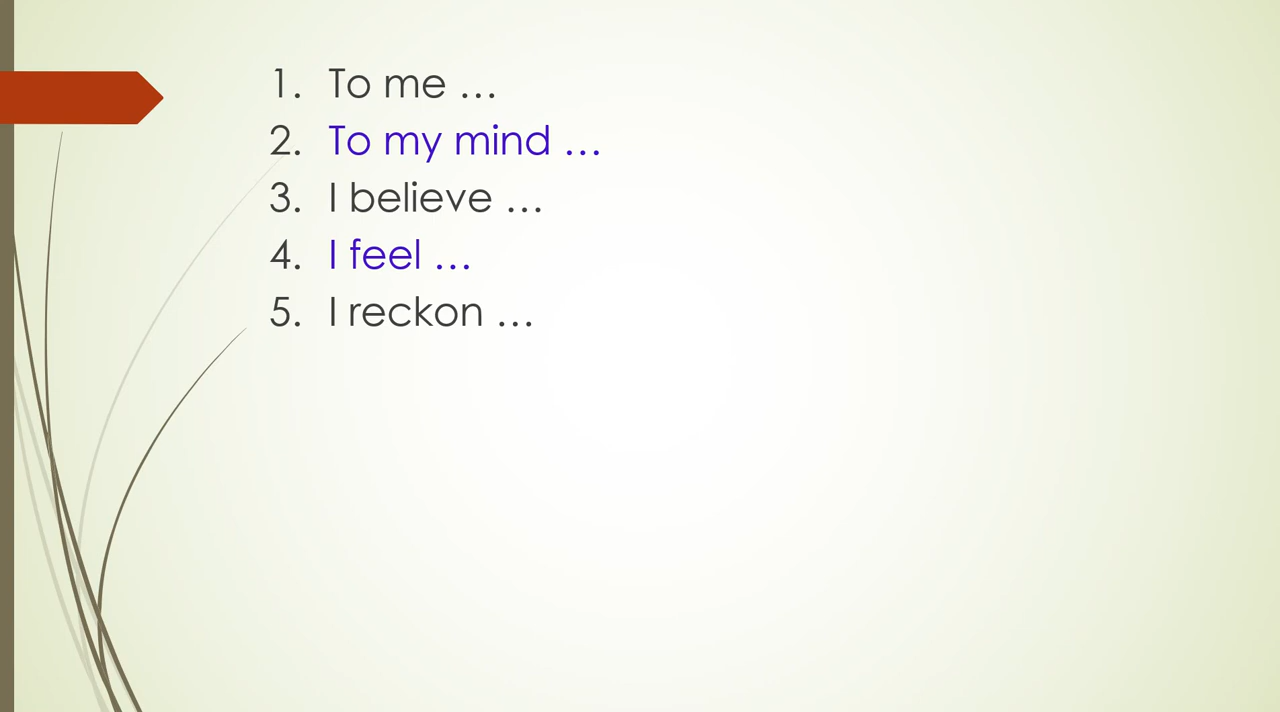 1. To me …
2. To my mind …
3. I believe …
4. I feel …
5. I reckon …